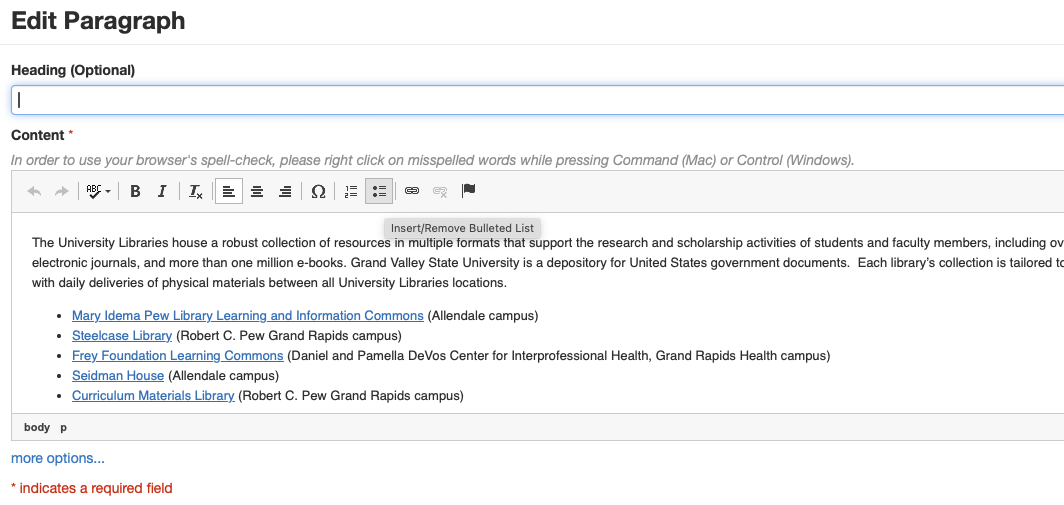 Edit Paragraph
Heading (Optional)
Content *
In order to use your browser's spell-check, please right click on misspelled words while pressing Command (Mac) or Control (Windows).
ABC B I Tx Ω
Insert/Remove Bulleted List
The University Libraries house a robust collection of resources in multiple formats that support the research and scholarship activities of students and faculty members, including ov
electronic journals, and more than one million e-books. Grand Valley State University is a depository for United States government documents.  Each library's collection is tailored to
with daily deliveries of physical materials between all University Libraries locations.
• Mary Idema Pew Library Learning and Information Commons (Allendale campus)
• Steelcase Library (Robert C. Pew Grand Rapids campus)
• Frey Foundation Learning Commons (Daniel and Pamella DeVos Center for Interprofessional Health, Grand Rapids Health campus)
• Seidman House (Allendale campus)
• Curriculum Materials Library (Robert C. Pew Grand Rapids campus)
body p
more options...
* indicates a required field